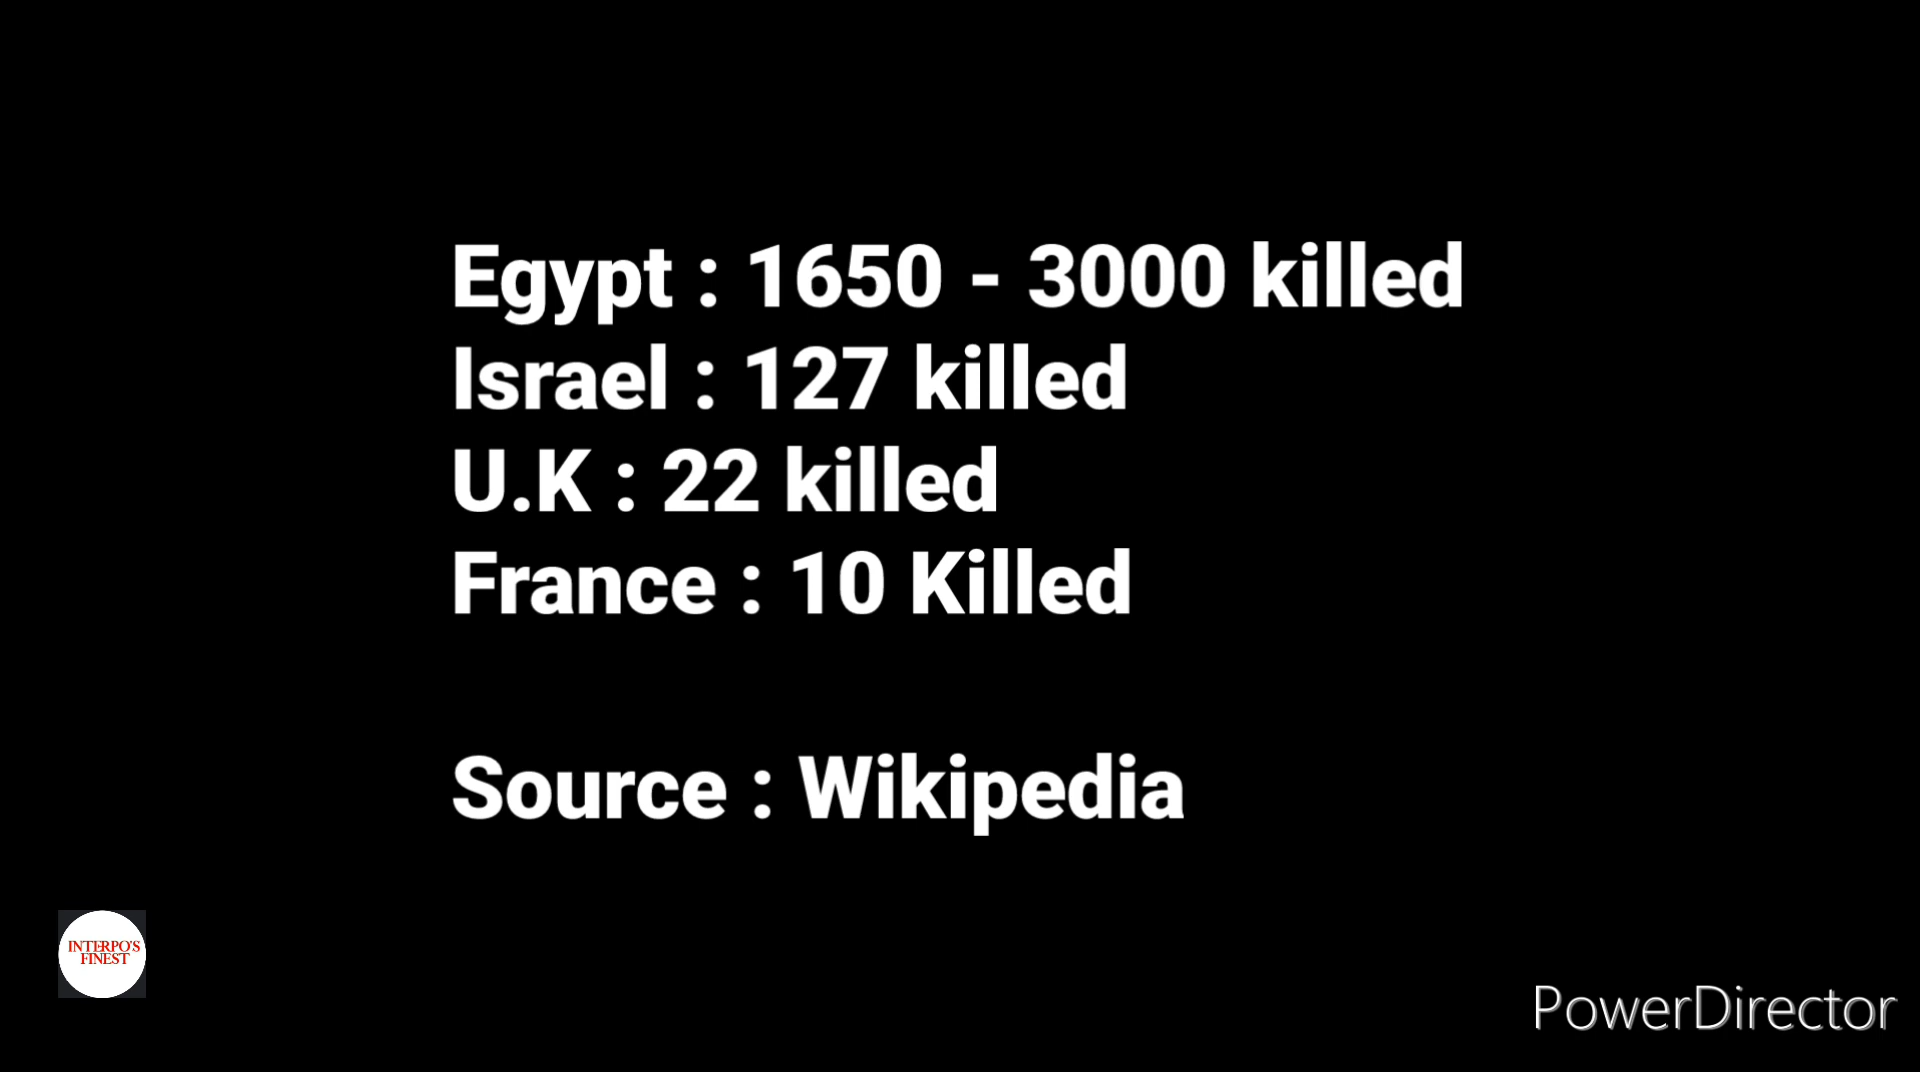 Egypt : 1650 - 3000 killed
Israel : 127 killed
U.K : 22 killed
France : 10 Killed
Source : Wikipedia
INTERPO'S
FINEST
PowerDirector